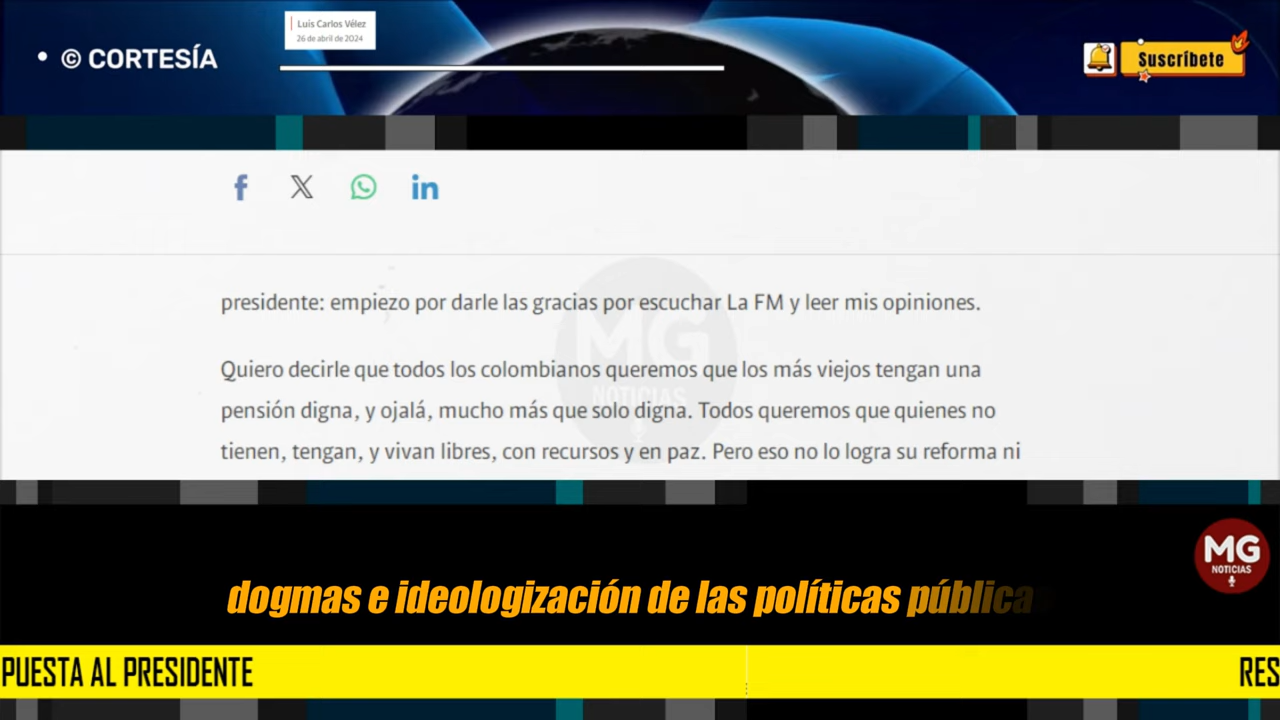 Luis Carlos Vélez
26 de abril de 2024
• © CORTESÍA
Suscríbete
presidente: empiezo por darle las gracias por escuchar La FM y leer mis opiniones.
Quiero decirle que todos los colombianos queremos que los más viejos tengan una
pensión digna, y ojalá, mucho más que solo digna. Todos queremos que quienes no
tienen, tengan, y vivan libres, con recursos y en paz. Pero eso no lo logra su reforma ni
MG
NOTICIAS
MG
NOTICIAS
dogmas e ideologización de las políticas pública
PUESTA AL PRESIDENTE
RES